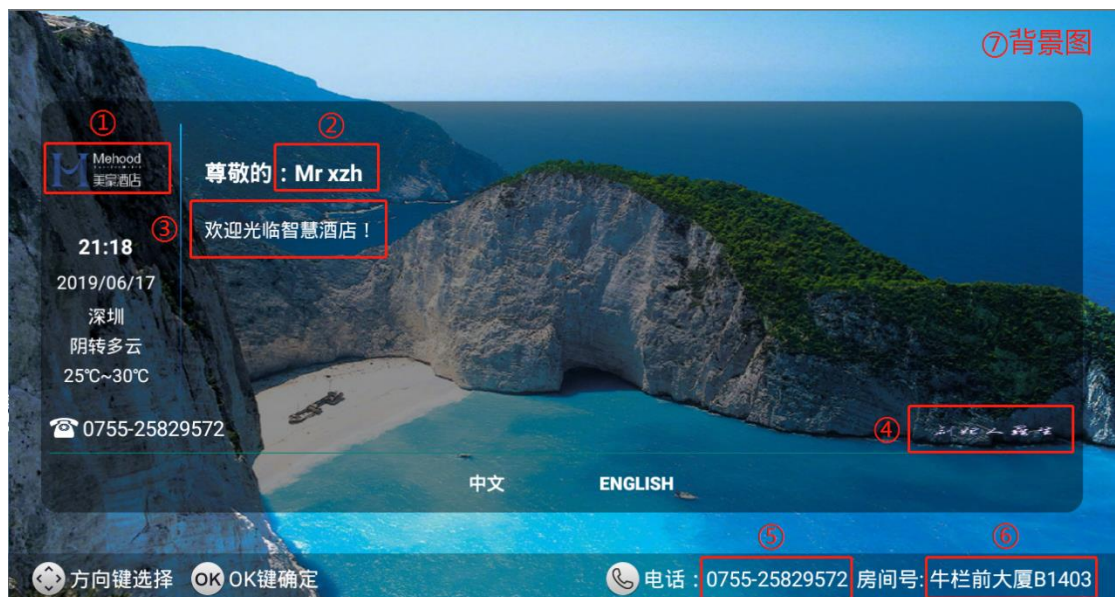 ⑦背景图
①
②
Mehood
美豪酒店
尊敬的：Mr xzh
③
欢迎光临智慧酒店！
21:18
2019/06/17
深圳
阴转多云
25℃~30℃
0755-25829572
④
中文 ENGLISH
⑤
⑥
方向键选择 OK OK键确定
电话：0755-25829572 房间号: 牛栏前大厦B1403